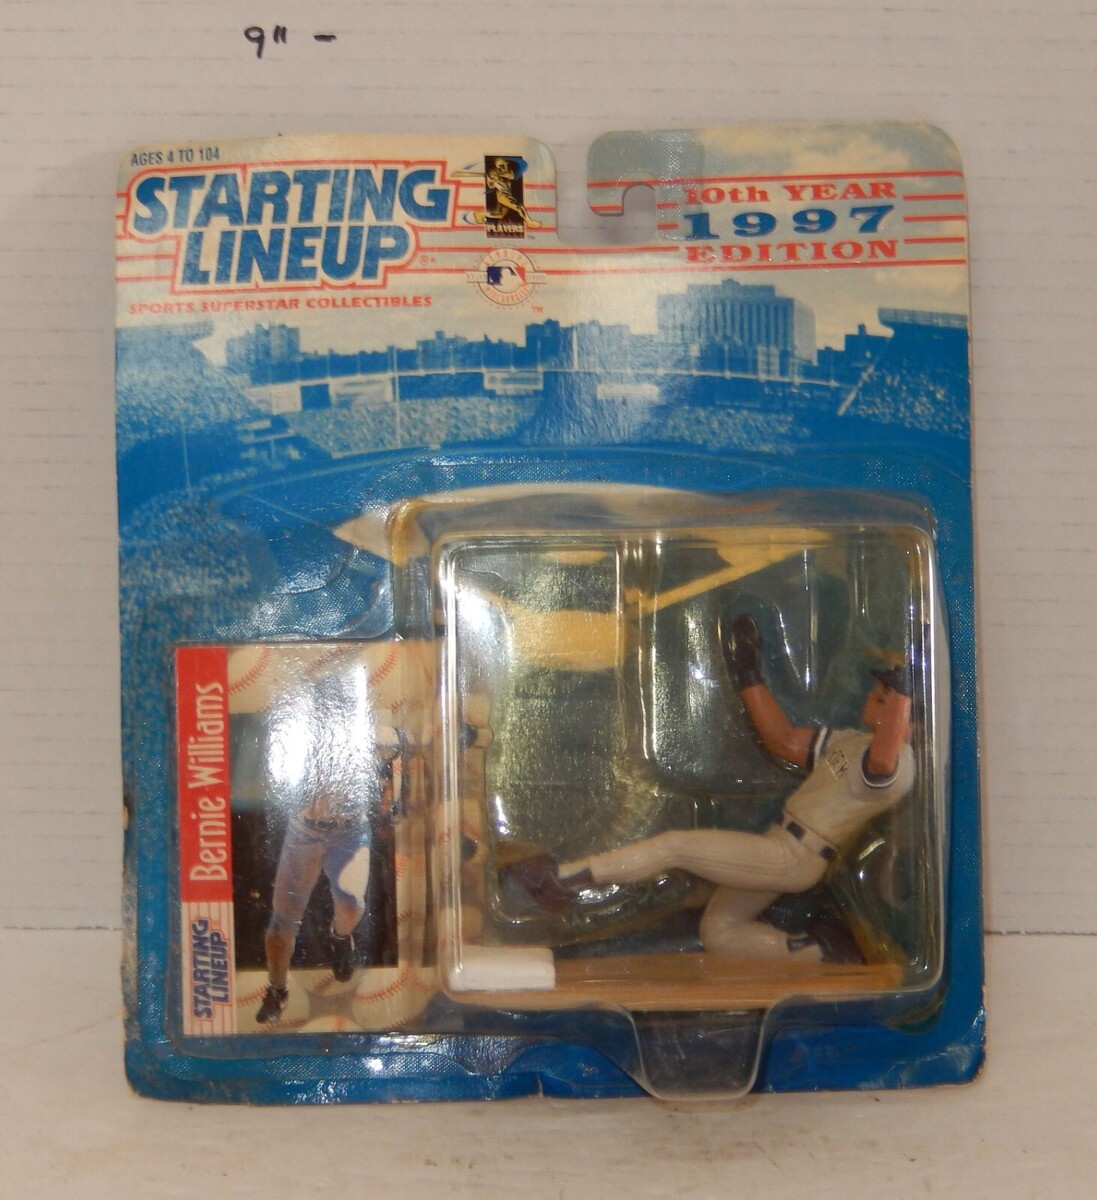 9" -
AGES 4 TO 104
STARTING
LINEUP
SPORTS SUPERSTAR COLLECTIBLES
PLAYERS
10th YEAR
1997
EDITION
Bernie Williams
STARTING
LINEUP